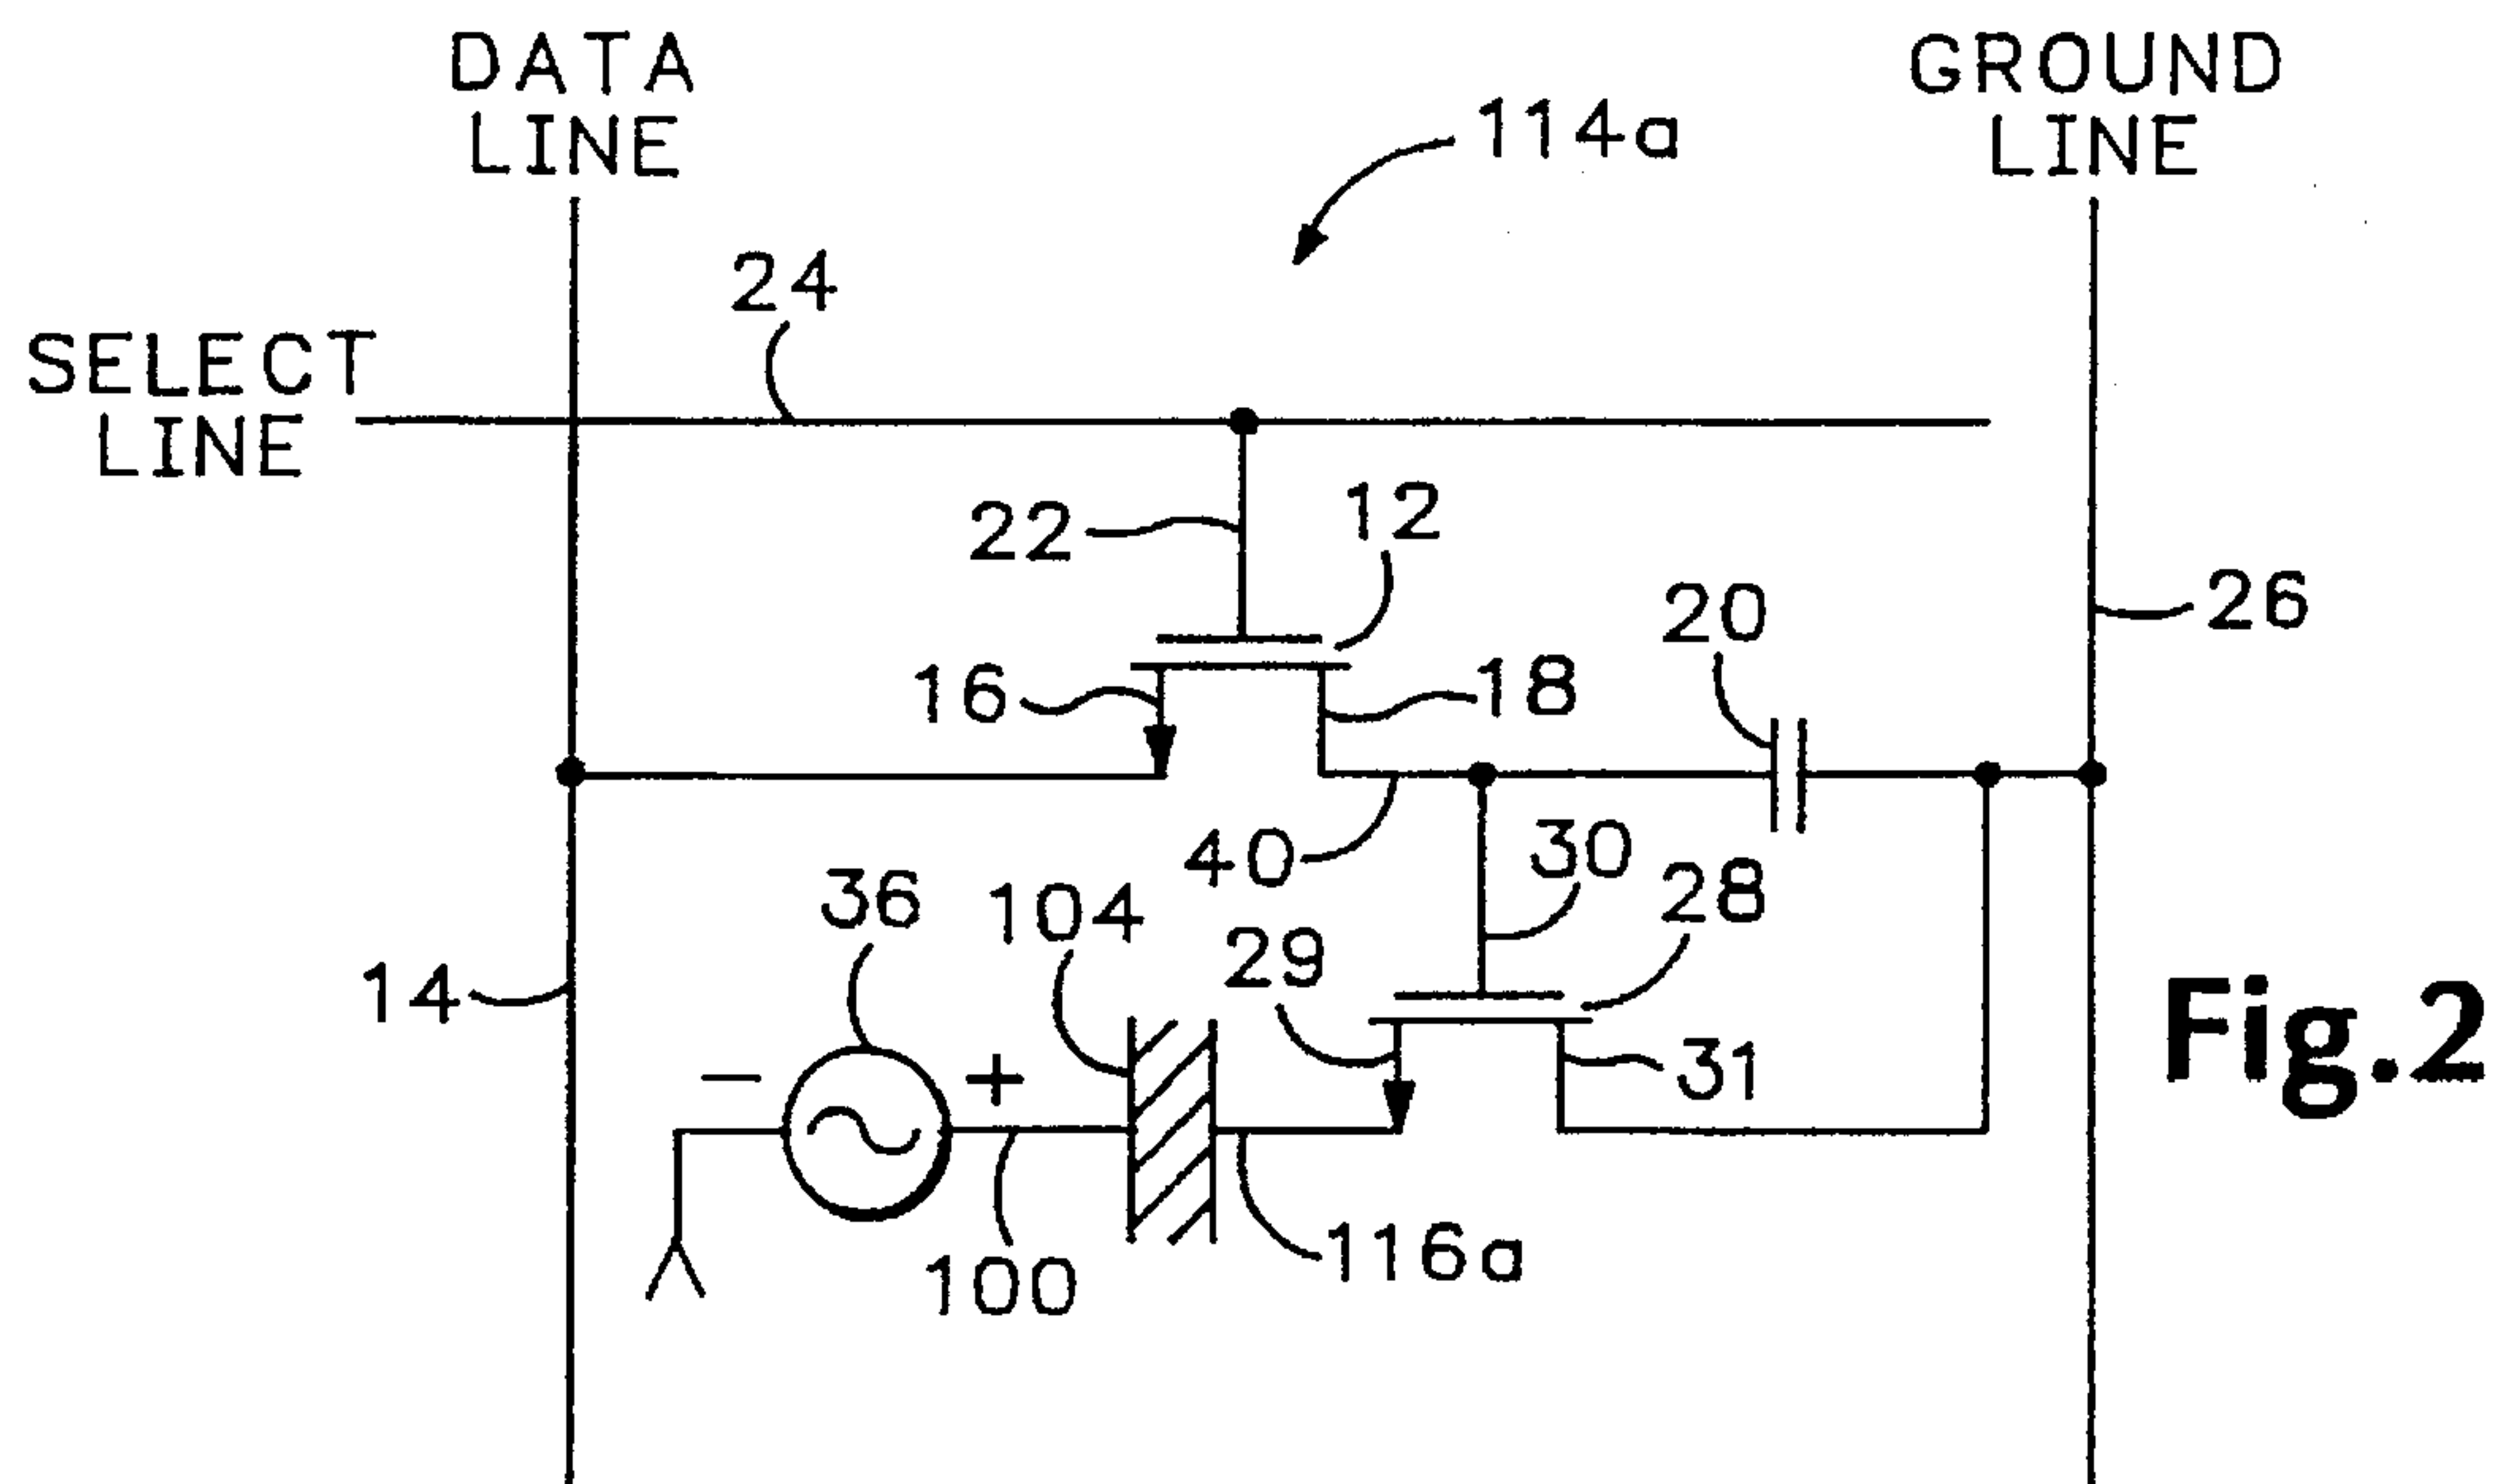 DATA
LINE
GROUND
LINE
114a
24
SELECT
LINE
22
12
20
26
16
18
40
30
28
36
104
29
14
31
Fig.2
−
+
100
116a